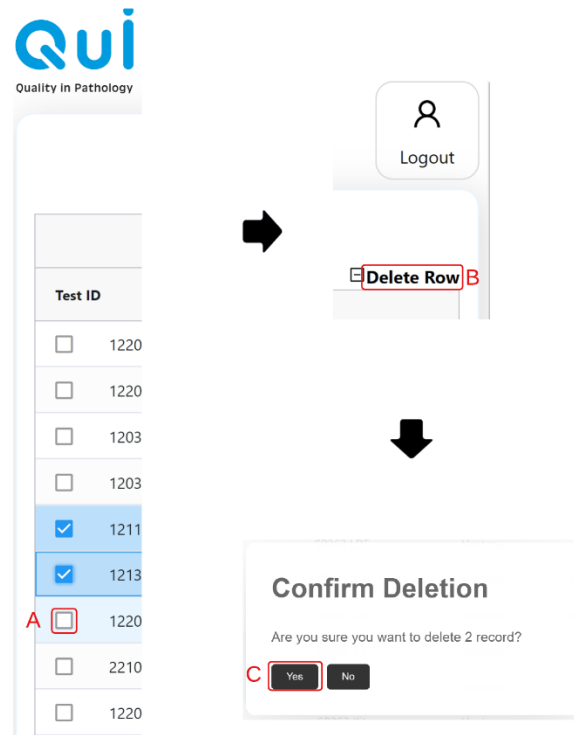 Qui
Quality in Pathology
Logout
Delete Row B
Test ID
1220
1220
1203
1203
1211
1213
A 1220
2210
1220
Confirm Deletion
Are you sure you want to delete 2 record?
C Yes No